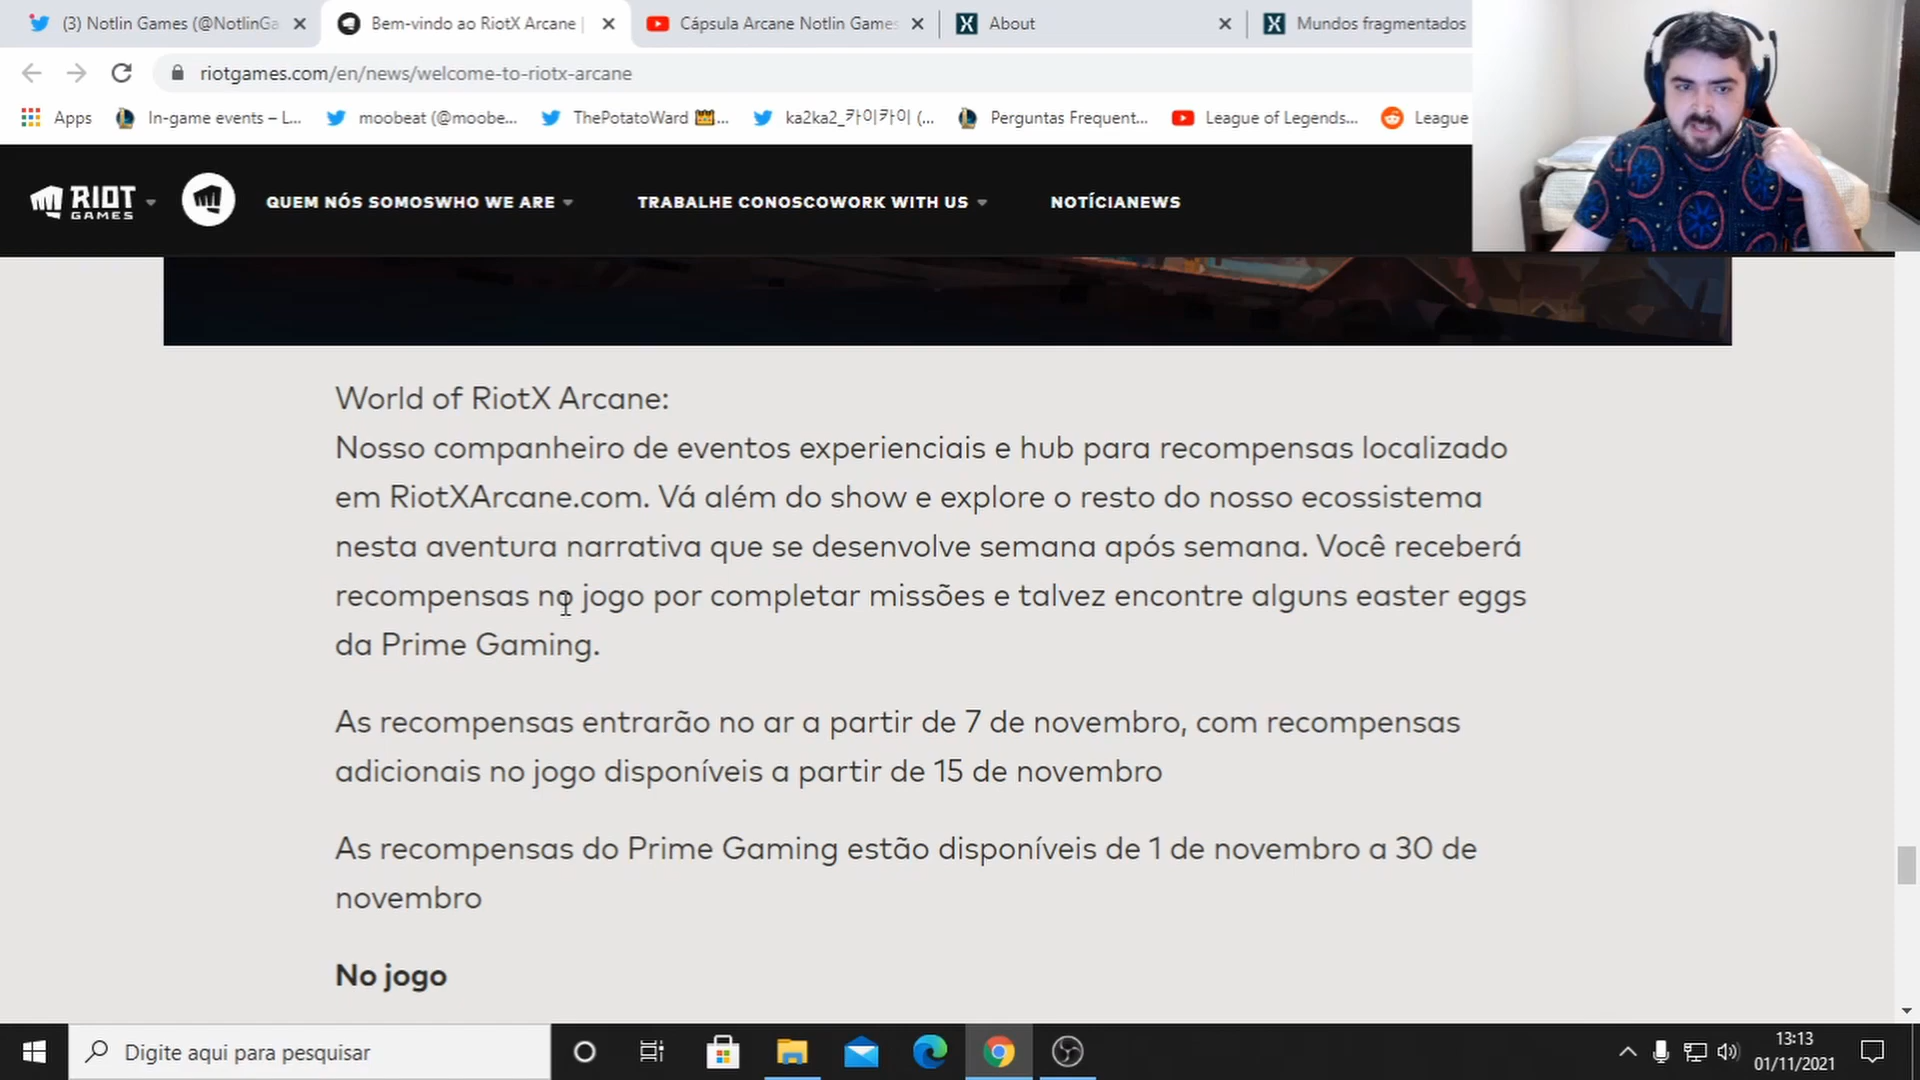 (3) Notlin Games (@NotlinGa
Bem-vindo ao RiotX Arcane |
Cápsula Arcane Notlin Games
About
Mundos fragmentados
riotgames.com/en/news/welcome-to-riotx-arcane
Apps
In-game events – L...
moobeat (@moobe...
ThePotatoWard 👑...
ka2ka2_카이카이 (...
Perguntas Frequent...
League of Legends...
League
RIOT GAMES
QUEM NÓS SOMOSWHO WE ARE
TRABALHE CONOSCOWORK WITH US
NOTÍCIANEWS
World of RiotX Arcane:
Nosso companheiro de eventos experienciais e hub para recompensas localizado
em RiotXArcane.com. Vá além do show e explore o resto do nosso ecossistema
nesta aventura narrativa que se desenvolve semana após semana. Você receberá
recompensas no jogo por completar missões e talvez encontre alguns easter eggs
da Prime Gaming.
As recompensas entrarão no ar a partir de 7 de novembro, com recompensas
adicionais no jogo disponíveis a partir de 15 de novembro
As recompensas do Prime Gaming estão disponíveis de 1 de novembro a 30 de
novembro
No jogo
Digite aqui para pesquisar
13:13
01/11/2021